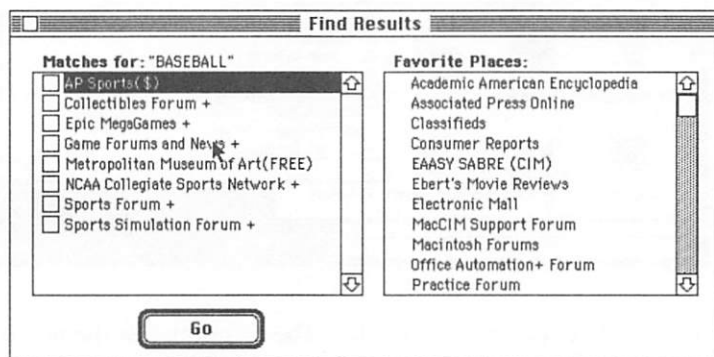 Find Results
Matches for: "BASEBALL"
AP Sports($)
Collectibles Forum +
Epic MegaGames +
Game Forums and News +
Metropolitan Museum of Art(FREE)
NCAA Collegiate Sports Network +
Sports Forum +
Sports Simulation Forum +
Favorite Places:
Academic American Encyclopedia
Associated Press Online
Classifieds
Consumer Reports
EAASY SABRE (CIM)
Ebert's Movie Reviews
Electronic Mall
MacCIM Support Forum
Macintosh Forums
Office Automation+ Forum
Practice Forum
Go